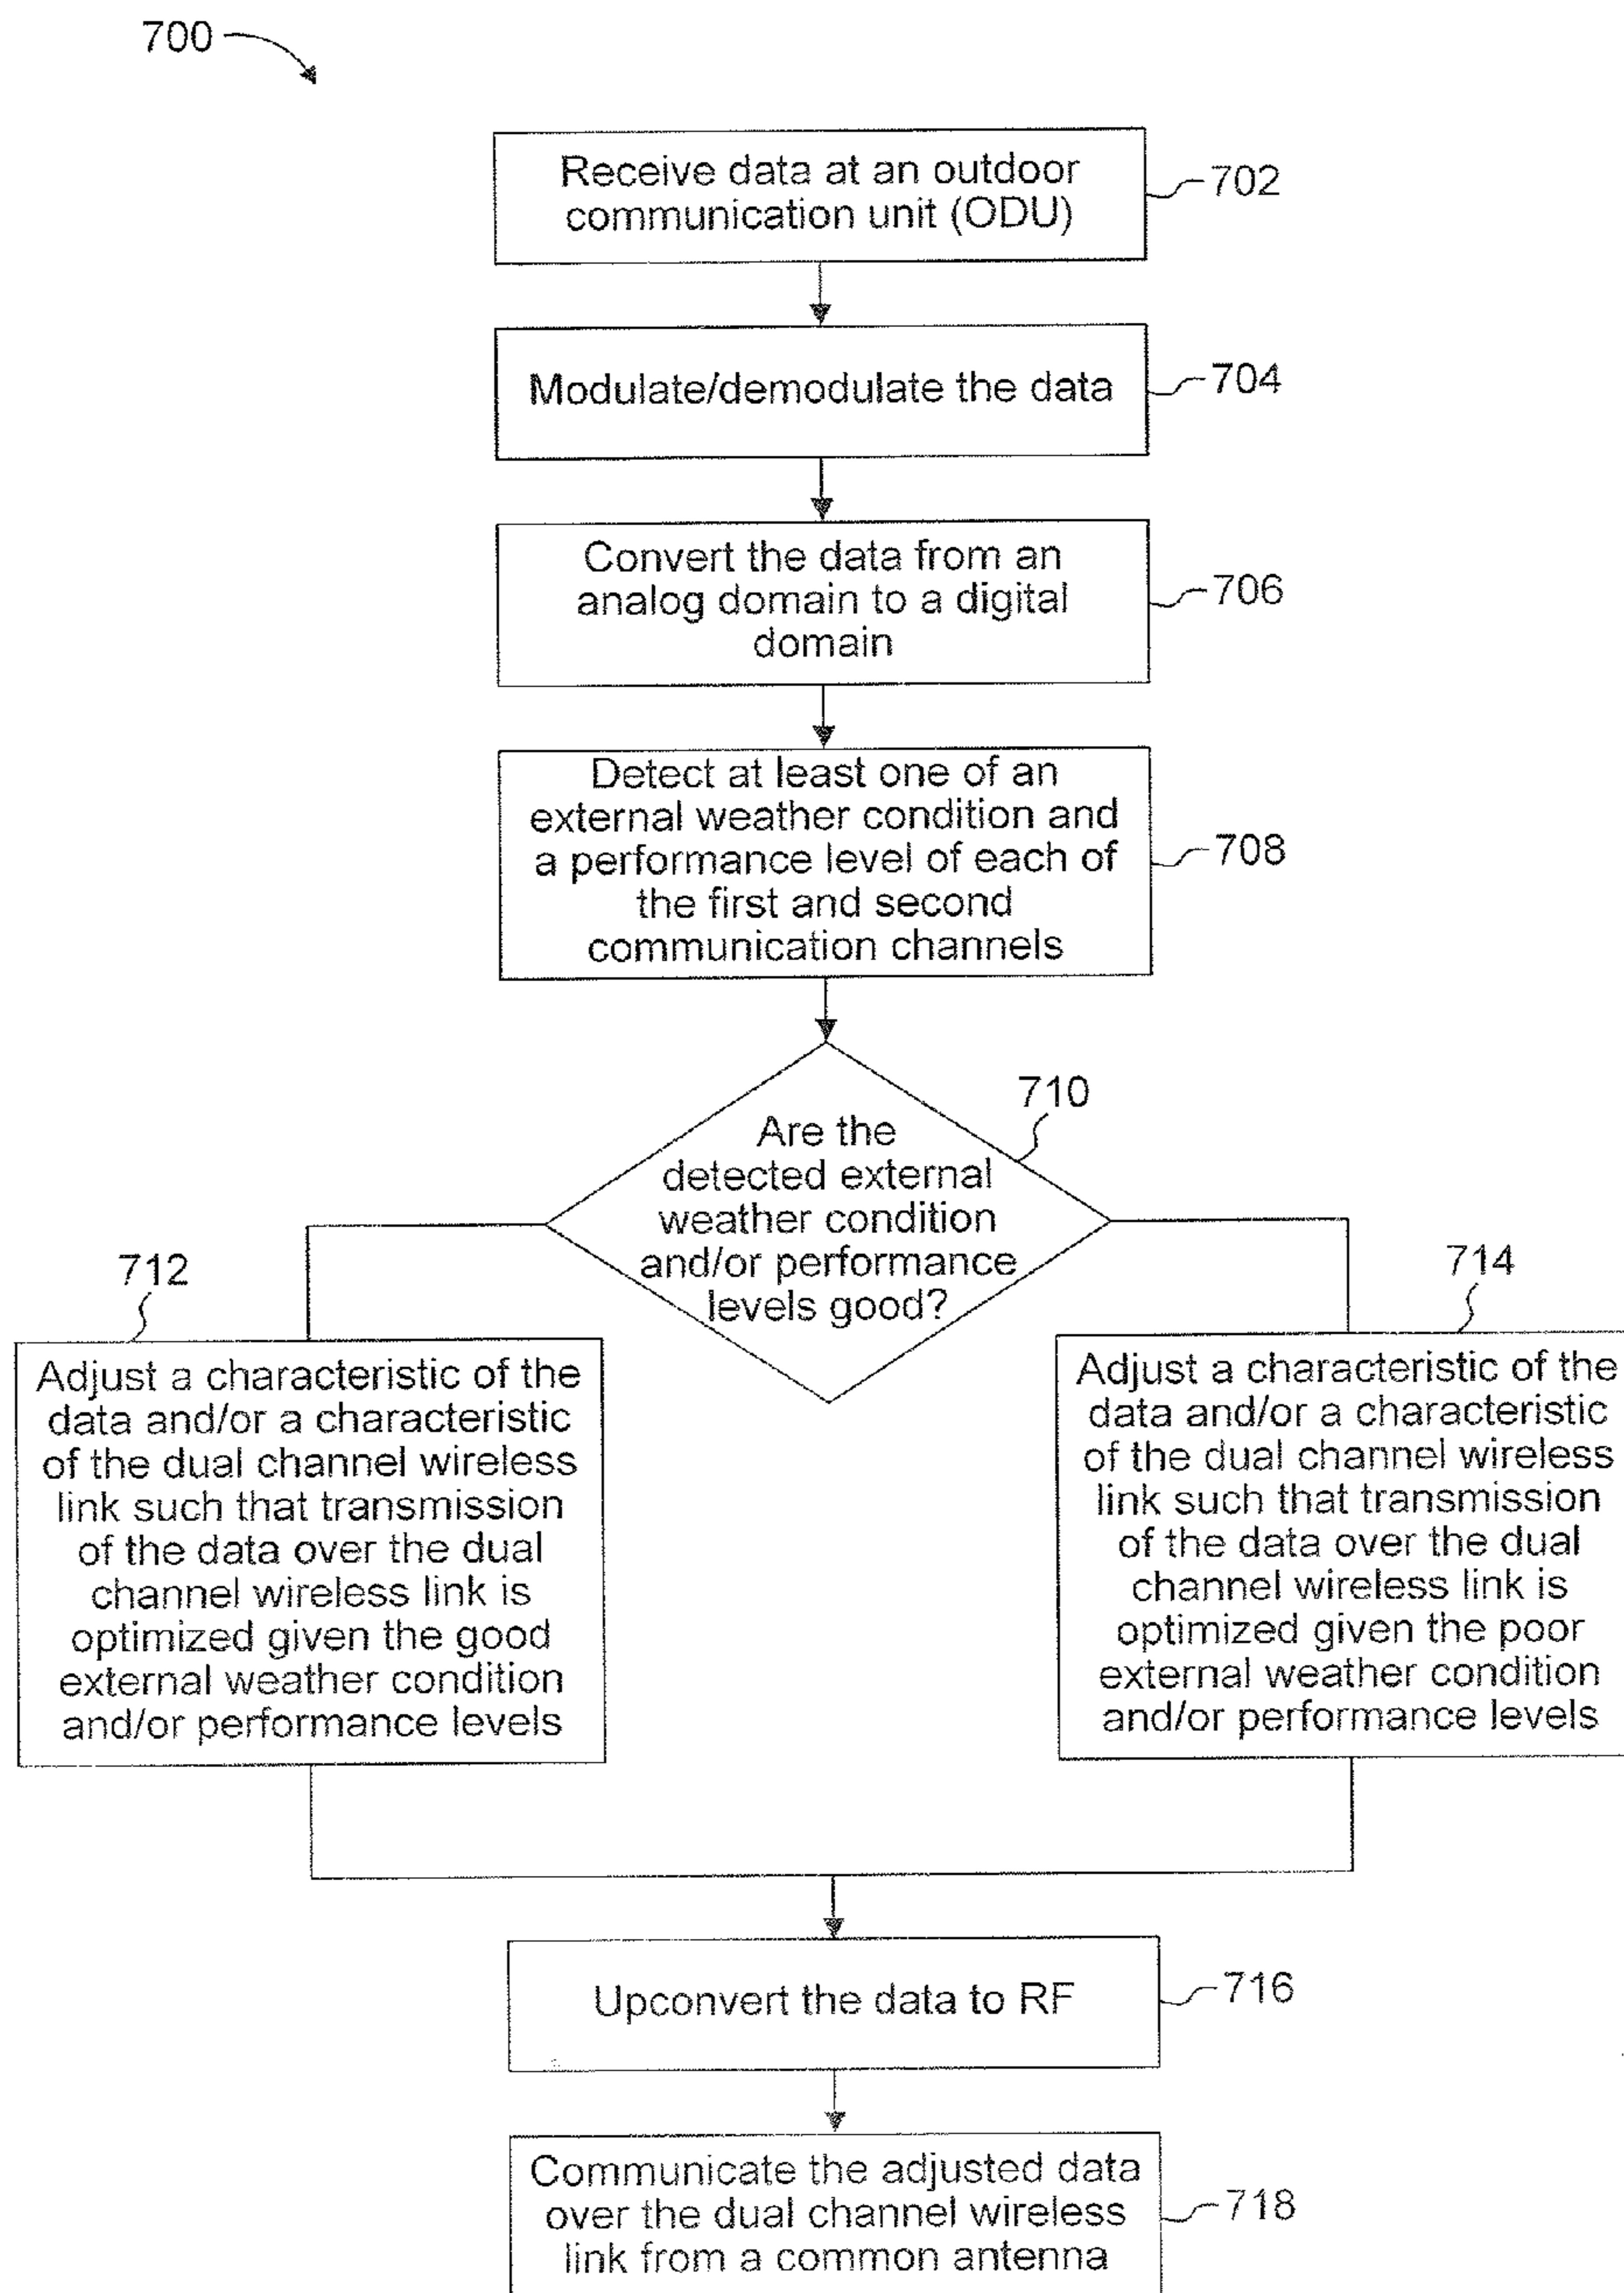 700
Receive data at an outdoor
communication unit (ODU)
702
Modulate/demodulate the data
704
Convert the data from an
analog domain to a digital
domain
706
Detect at least one of an
external weather condition and
a performance level of each of
the first and second
communication channels
708
710
Are the
detected external
weather condition
and/or performance
levels good?
712
Adjust a characteristic of the
data and/or a characteristic
of the dual channel wireless
link such that transmission
of the data over the dual
channel wireless link is
optimized given the good
external weather condition
and/or performance levels
714
Adjust a characteristic of the
data and/or a characteristic
of the dual channel wireless
link such that transmission
of the data over the dual
channel wireless link is
optimized given the poor
external weather condition
and/or performance levels
Upconvert the data to RF
716
Communicate the adjusted data
over the dual channel wireless
link from a common antenna
718